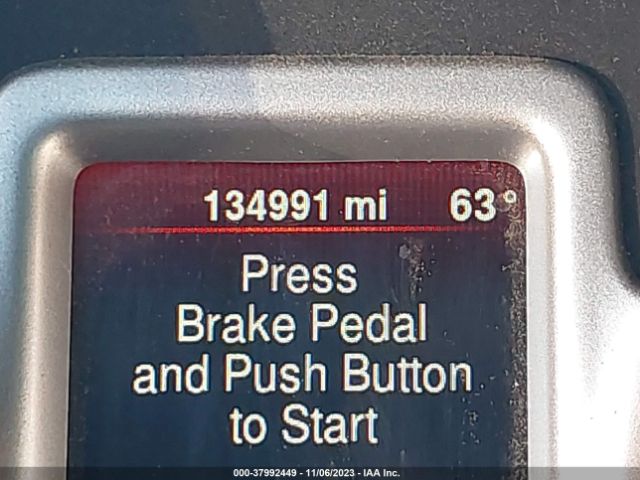 134991 mi 63°
Press
Brake Pedal
and Push Button
to Start
000-37992449 - 11/06/2023 - IAA Inc.